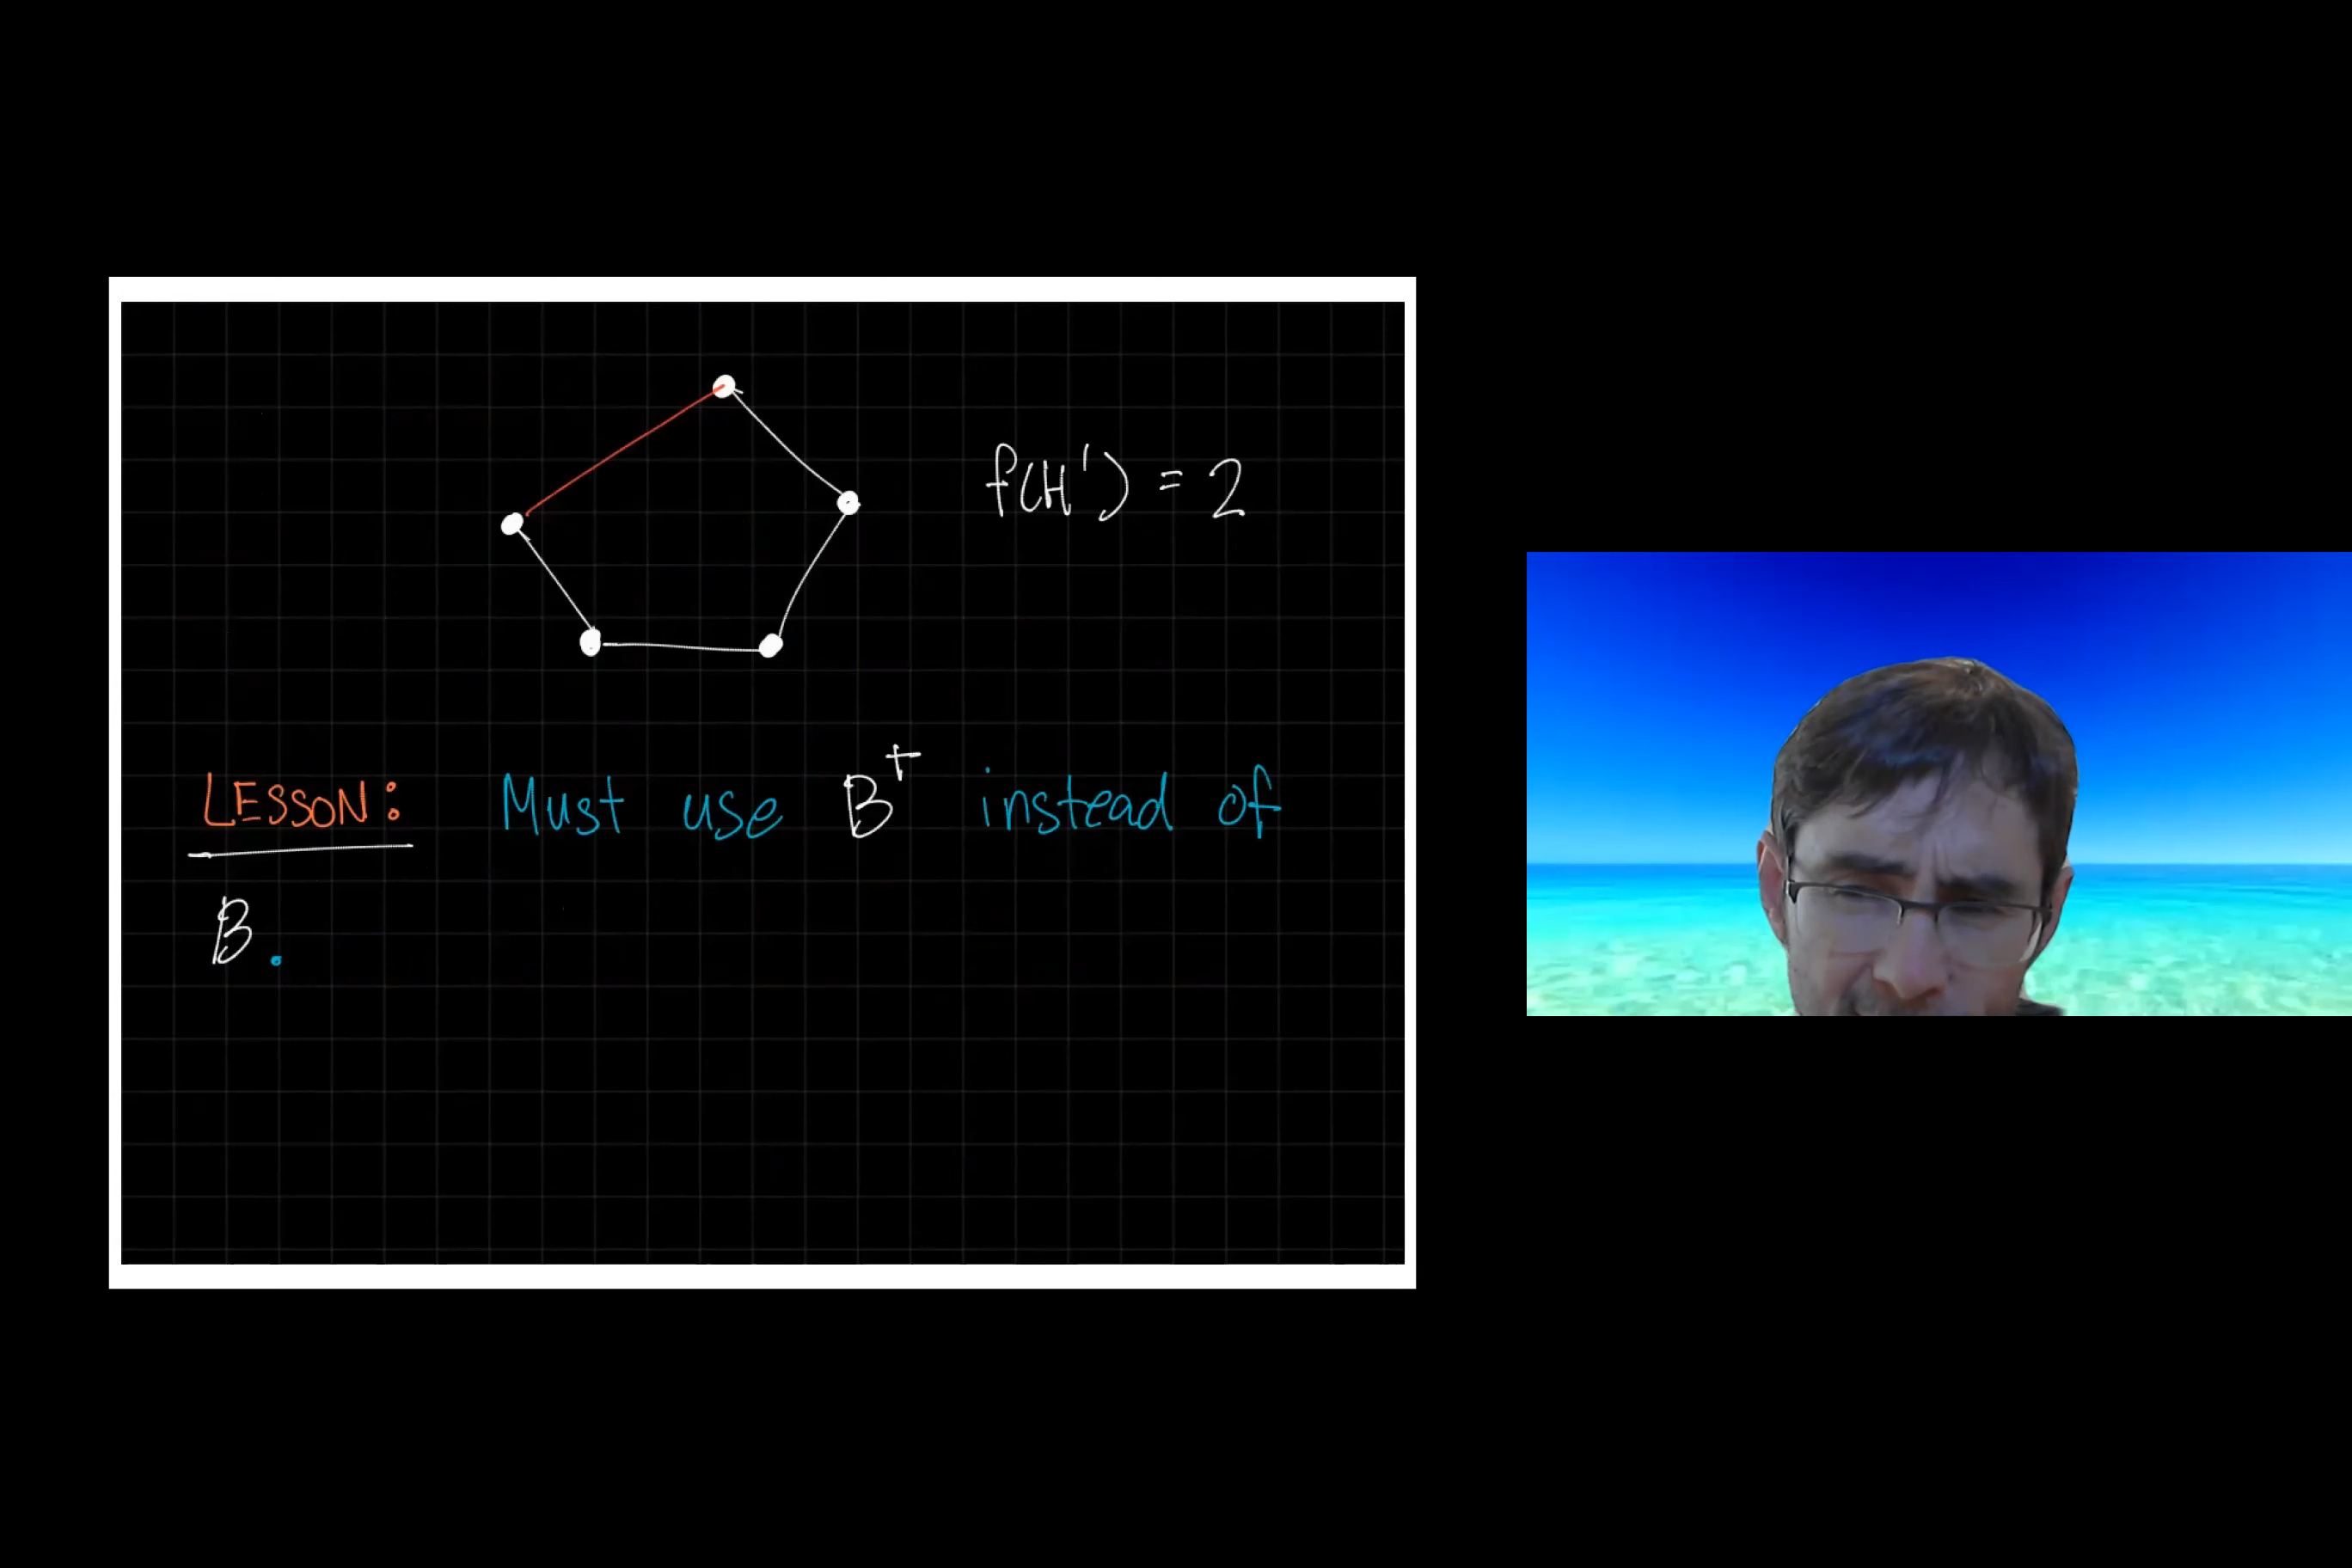 f(H') = 2
LESSON: Must use B⁺ instead of
B.